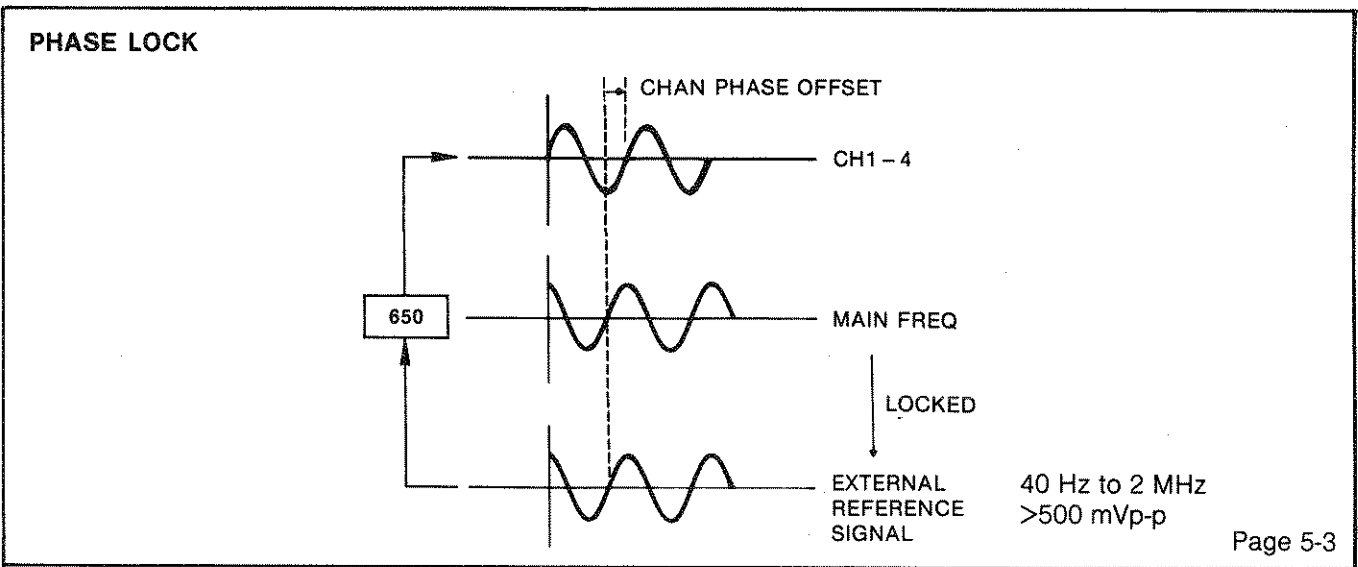 PHASE LOCK
CHAN PHASE OFFSET
CH1–4
650
MAIN FREQ
LOCKED
EXTERNAL
REFERENCE
SIGNAL
40 Hz to 2 MHz
>500 mVp-p
Page 5-3